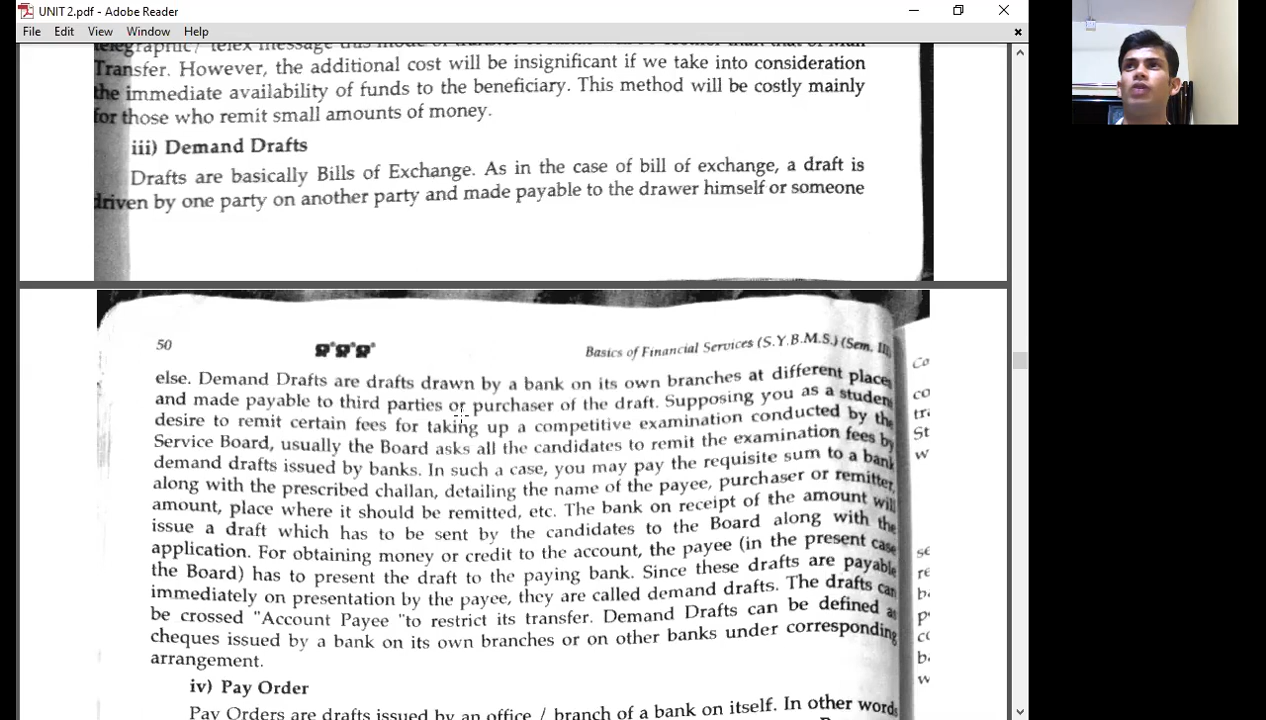 UNIT 2.pdf - Adobe Reader
File Edit View Window Help
telegraphic/ telex message this mode of transfer of
Transfer. However, the additional cost will be insignificant if we take into consideration
the immediate availability of funds to the beneficiary. This method will be costly mainly
for those who remit small amounts of money.
iii) Demand Drafts
Drafts are basically Bills of Exchange. As in the case of bill of exchange, a draft is
driven by one party on another party and made payable to the drawer himself or someone
50
Basics of Financial Services (S.Y.B.M.S.) (Sem. III)
else. Demand Drafts are drafts drawn by a bank on its own branches at different places
and made payable to third parties or purchaser of the draft. Supposing you as a student
desire to remit certain fees for taking up a competitive examination conducted by the
Service Board, usually the Board asks all the candidates to remit the examination fees by
demand drafts issued by banks. In such a case, you may pay the requisite sum to a bank
along with the prescribed challan, detailing the name of the payee, purchaser or remitter,
amount, place where it should be remitted, etc. The bank on receipt of the amount will
issue a draft which has to be sent by the candidates to the Board along with the
application. For obtaining money or credit to the account, the payee (in the present case
the Board) has to present the draft to the paying bank. Since these drafts are payable
immediately on presentation by the payee, they are called demand drafts. The drafts can
be crossed "Account Payee "to restrict its transfer. Demand Drafts can be defined as
cheques issued by a bank on its own branches or on other banks under corresponding
arrangement.
iv) Pay Order
Pay Orders are drafts issued by an office / branch of a bank on itself. In other words